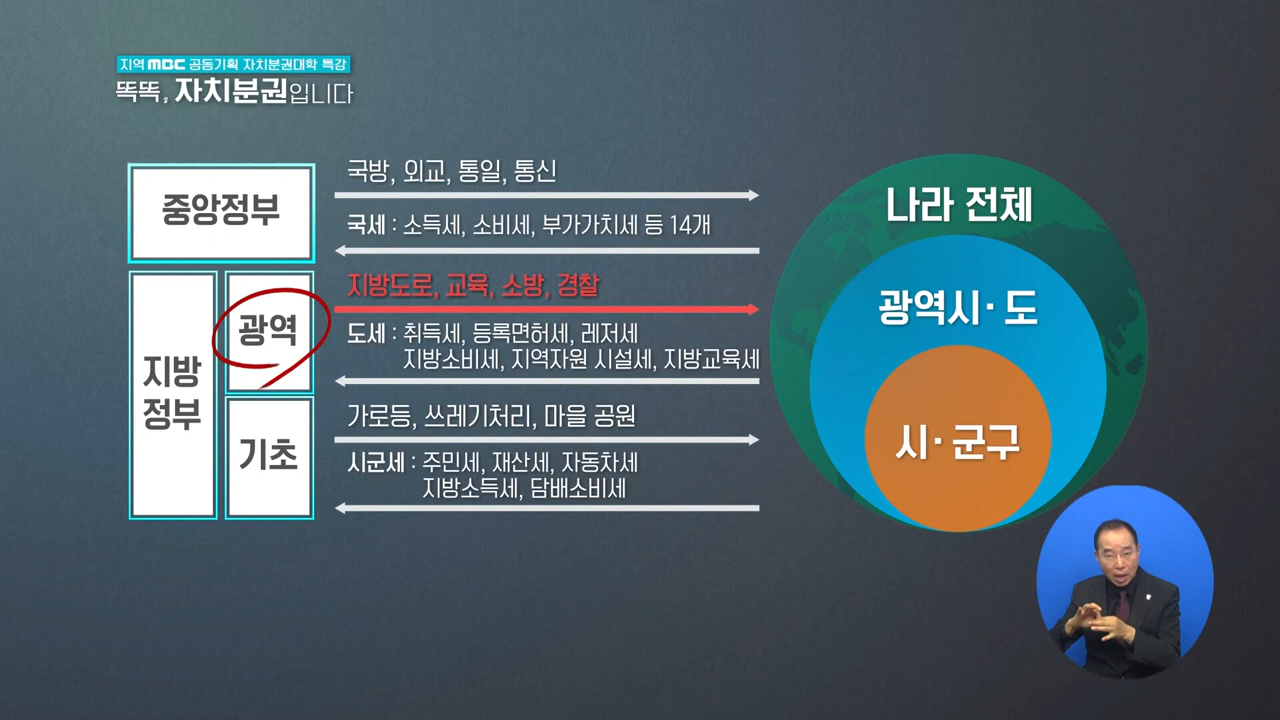 지역 MBC 공동기획 자치분권대학 특강
똑똑, 자치분권입니다
중앙정부
국방, 외교, 통일, 통신
국세 : 소득세, 소비세, 부가가치세 등 14개
지방
정부
광역
지방도로, 교육, 소방, 경찰
도세 : 취득세, 등록면허세, 레저세
지방소비세, 지역자원 시설세, 지방교육세
기초
가로등, 쓰레기처리, 마을 공원
시군세 : 주민세, 재산세, 자동차세
지방소득세, 담배소비세
나라 전체
광역시·도
시·군구